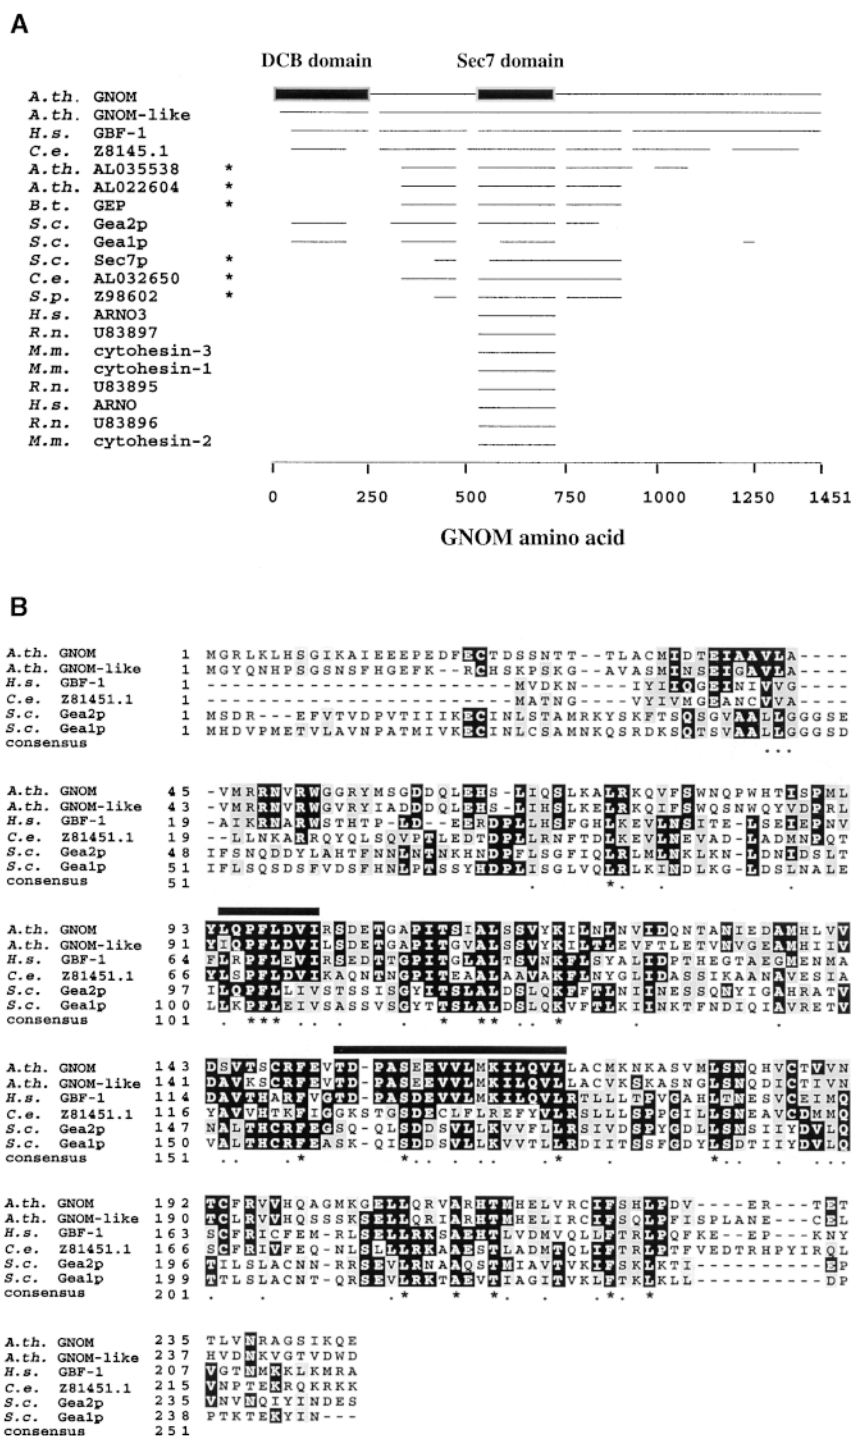 A
DCB domain Sec7 domain
A.th. GNOM
A.th. GNOM-like
H.s. GBF-1
C.e. Z8145.1
A.th. AL035538 *
A.th. AL022604 *
B.t. GEP *
S.c. Gea2p
S.c. Gea1p
S.c. Sec7p *
C.e. AL032650 *
S.p. Z98602 *
H.s. ARNO3
R.n. U83897
M.m. cytohesin-3
M.m. cytohesin-1
R.n. U83895
H.s. ARNO
R.n. U83896
M.m. cytohesin-2
0 250 500 750 1000 1250 1451
GNOM amino acid
B
A.th. GNOM 1 MGRLKLHSGIKAIEEEPEDFECTDSSNTT--TLACMIDTEIAAVLA----
A.th. GNOM-like 1 MGYQNHPSGSNSFHGEFK--RCHSKPSKG--AVASMINSEIGAVLA----
H.s. GBF-1 1 ------------------------MVDKN----IYIIQGEINIVVG----
C.e. Z81451.1 1 ------------------------MATNG----VYIVMGEANCVVA----
S.c. Gea2p 1 MSDR---EFVTVDPVTIIIKECINLSTAMRKYSKFTSQSGVAALLGGGSE
S.c. Gea1p 1 MHDVPMETVLAVNPATMIVKECINLCSAMNKQSRDKSQTSVAALLGGGSD
consensus 1 ...
A.th. GNOM 45 -VMRRNVRWGGRYMSGDDQLEHS-LIQSLKALRKQVFSWNQPWHTISPML
A.th. GNOM-like 43 -VMRRNVRWGVRYIADDDQLEHS-LIHSLKELRKQIFSWQSNWQYVDPRL
H.s. GBF-1 19 -AIKRNARWSTHTP-LD--EERDPLLHSFGHLKEVLNSITE-LSEIEPNV
C.e. Z81451.1 19 --LLNKARRQYQLSQVPTLEDTDPLLRNFTDLKEVLNEVAD-LADMNPQT
S.c. Gea2p 48 IFSNQDDYLAHTFNNLNTNKHNDPFLSGFIQLRLMLNKLKN-LDNIDSLT
S.c. Gea1p 51 IFLSQSDSFVDSFHNLPTSSYHDPLISGLVQLRLKINDLKG-LDSLNALE
consensus 51 . *. . .
A.th. GNOM 93 YLQPFLDVIRSDETGAPITSIALSSVYKILNLNVIDQNTANIEDAMHLVV
A.th. GNOM-like 91 YIQPFLDVILSDETGAPITGVALSSVYKILTLEVFTLETVNVGEAMHIIV
H.s. GBF-1 64 FLRPFLEVIRSEDTTGPITGLALTSVNKFLSYALIDPTHEGTAEGMENMA
C.e. Z81451.1 66 YLSPFLDVIKAQNTNGPITEAALAAVAKFLNYGLIDASSIKAANAVESIA
S.c. Gea2p 97 ILQPFLLIVSTSSISGYITSLALDSLQKFFTLNIINESSQNYIGAHRATV
S.c. Gea1p 100 LLKPFLEIVSASSVSGYTTSLALDSLQKVFTLKIINKTFNDIQIAVRETV
consensus 101 . *** . . . *. ** . * . .
A.th. GNOM 143 DSVTSCRFEVTD-PASEEVVLMKILQVLLACMKNKASVMLSNQHVCTVVN
A.th. GNOM-like 141 DAVKSCRFEVTD-PASEEVVLMKILQVLLACVKSKASNGLSNQDICTIVN
H.s. GBF-1 114 DAVTHARFVGTD-PASDEVVLMKILQVLRTLLLTPVGAHLTNESVCEIMQ
C.e. Z81451.1 116 YAVVHTKFIGGKSTGSDECLFLRFYVLRSLLLSPPGILLSNEAVCDMMQ
S.c. Gea2p 147 NALTHCRFEGSQ-QLSDDSVLLKVVFLLRSIVDSPYGDLLSNSIIYDVLQ
S.c. Gea1p 150 VALTHCRFEASK-QISDDSVLLKVVTLLRDIITSSFGDYLSDTIIYDVLQ
consensus 151 .. . * * . .. . * . . * . . ..
A.th. GNOM 192 TCFRVVHQAGMKGELLQRVARHTMHELVRCIFSHLPDV----ER---TET
A.th. GNOM-like 190 TCLRVVHQSSSKSELLQRIARHTMHELIRCIFSQLPFISPLANE---CEL
H.s. GBF-1 163 SCFRICFEM-RLSELLRKSAEHTLVDMVQLLFTRLPQFKE--EP---KNY
C.e. Z81451.1 166 SCFRIVFEQ-NLSLLLRKAAESTLADMTQLIFTRLPTFVEDTRHPYIRQL
S.c. Gea2p 196 TILSLACNN-RRSEVLRNAAQSTMIAVTVKIFSKLKTI----------EP
S.c. Gea1p 199 TTLSLACNT-QRSEVLRKTAEVTIAGITVKLFTKLKLL----------DP
consensus 201 . . .* * .* . . *. *
A.th. GNOM 235 TLVNRAGSIKQE
A.th. GNOM-like 237 HVDNKVGTVDWD
H.s. GBF-1 207 VGTNMKKLKMRA
C.e. Z81451.1 215 VNPTEKRQKRKK
S.c. Gea2p 235 VNVNQIYINDES
S.c. Gea1p 238 PTKTEKYIN---
consensus 251